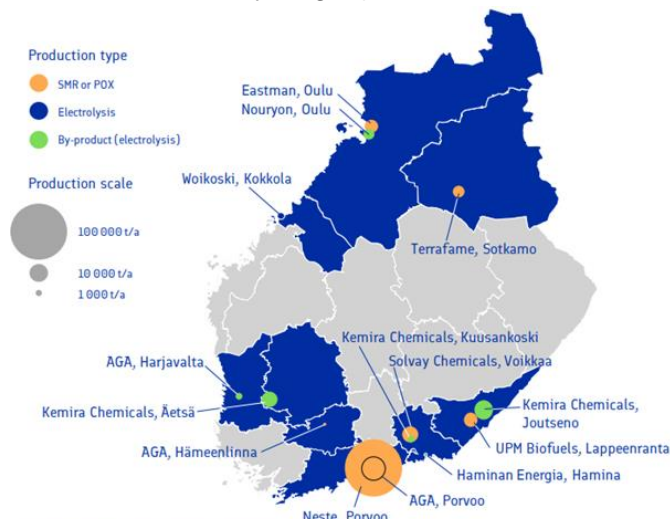 Production type
SMR or POX
Electrolysis
By-product (electrolysis)
Production scale
100 000 t/a
10 000 t/a
1 000 t/a
Eastman, Oulu
Nouryon, Oulu
Woikoski, Kokkola
Terrafame, Sotkamo
Kemira Chemicals, Kuusankoski
Solvay Chemicals, Voikkaa
AGA, Harjavalta
Kemira Chemicals, Äetsä
Kemira Chemicals,
Joutseno
AGA, Hämeenlinna
UPM Biofuels, Lappeenranta
Haminan Energia, Hamina
AGA, Porvoo
Neste, Porvoo